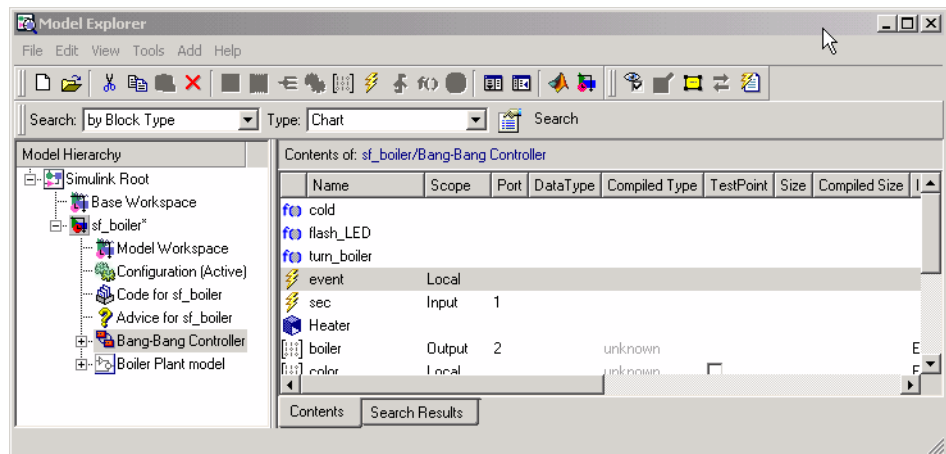 Model Explorer
File Edit View Tools Add Help
Search: by Block Type Type: Chart Search
Model Hierarchy
Simulink Root
Base Workspace
sf_boiler*
Model Workspace
Configuration (Active)
Code for sf_boiler
Advice for sf_boiler
Bang-Bang Controller
Boiler Plant model
Contents of: sf_boiler/Bang-Bang Controller
Name Scope Port DataType Compiled Type TestPoint Size Compiled Size
f() cold
f() flash_LED
f() turn_boiler
event Local
sec Input 1
Heater
boiler Output 2 unknown E
color Local unknown
Contents Search Results